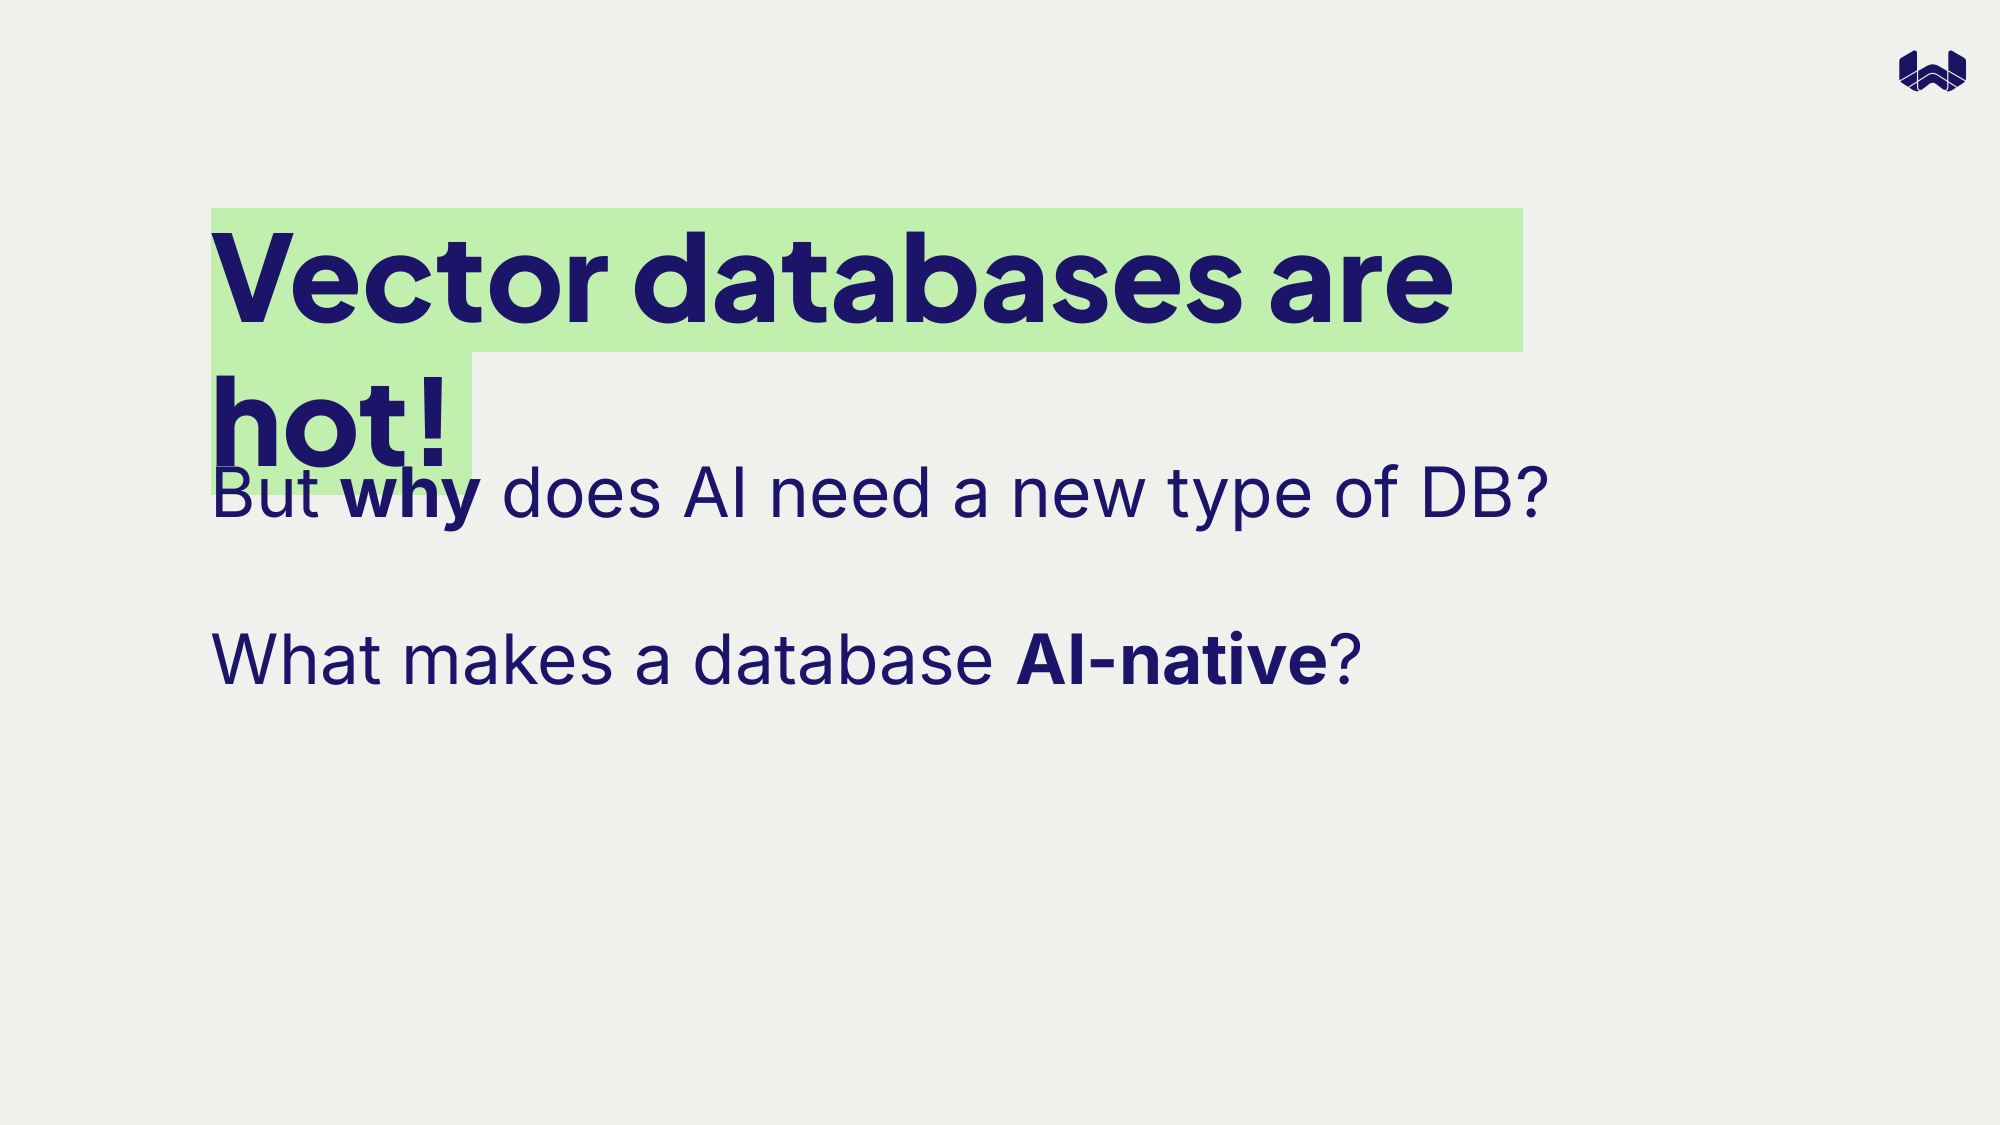 Vector databases are
hot!
But why does AI need a new type of DB?
What makes a database AI-native?